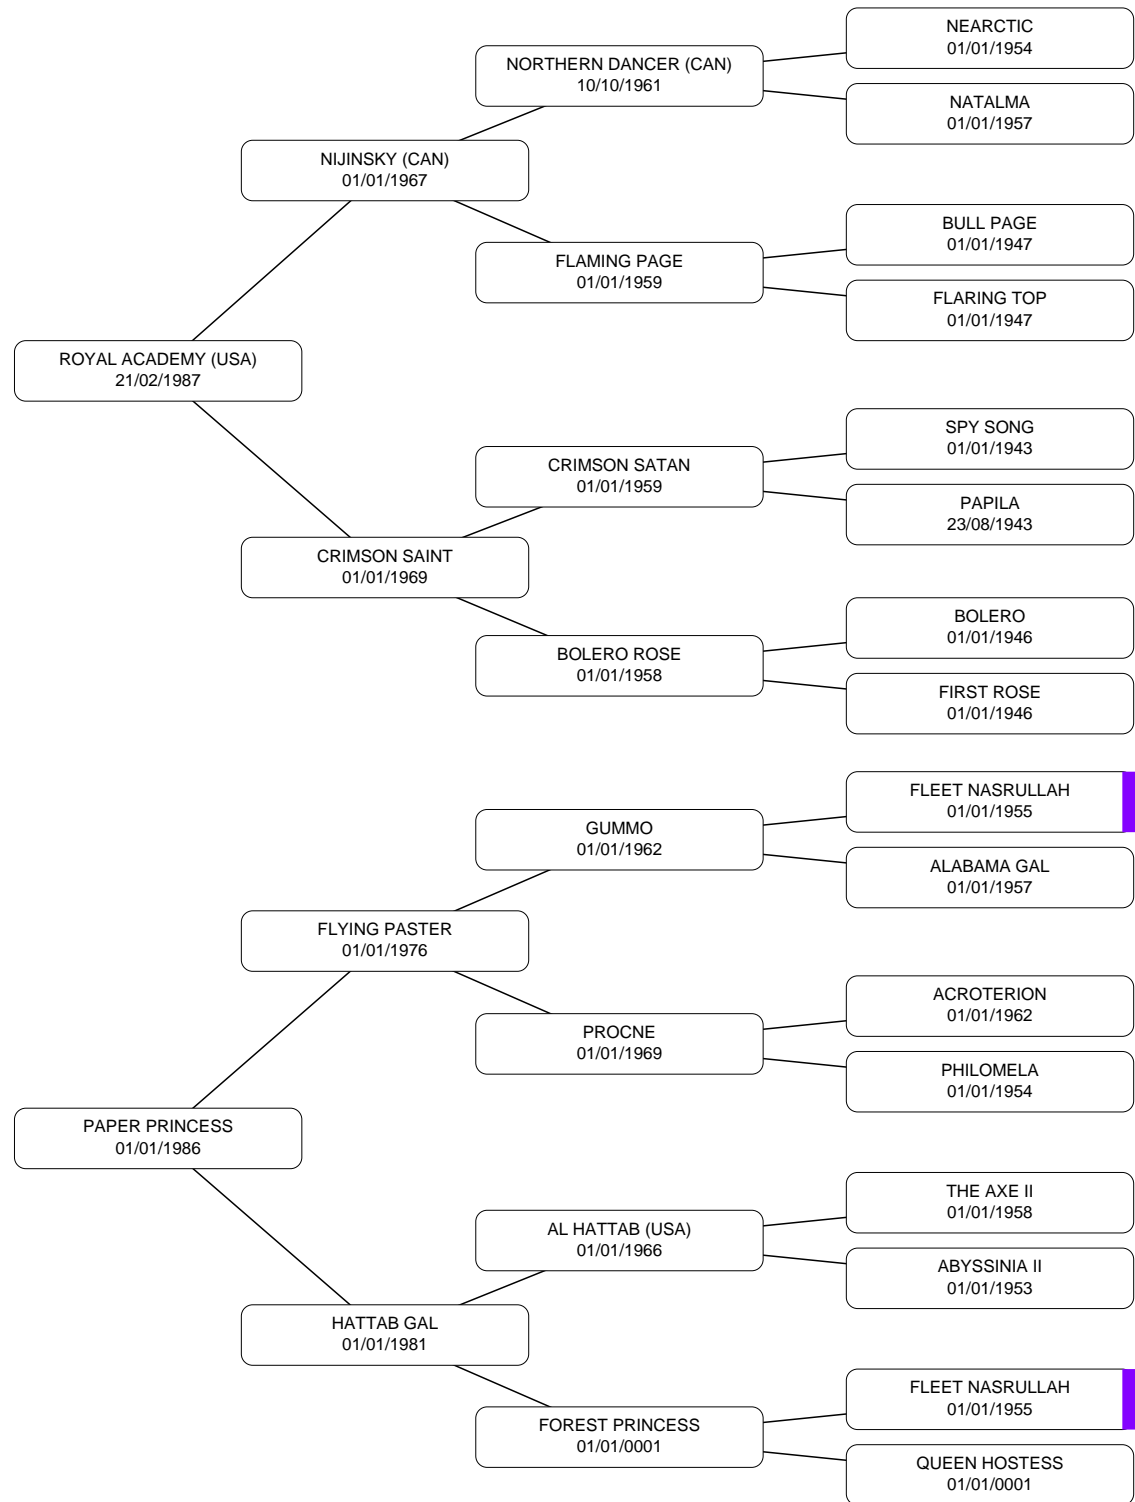 NEARCTIC
01/01/1954
NORTHERN DANCER (CAN)
10/10/1961
NATALMA
01/01/1957
NIJINSKY (CAN)
01/01/1967
BULL PAGE
01/01/1947
FLAMING PAGE
01/01/1959
FLARING TOP
01/01/1947
ROYAL ACADEMY (USA)
21/02/1987
SPY SONG
01/01/1943
CRIMSON SATAN
01/01/1959
PAPILA
23/08/1943
CRIMSON SAINT
01/01/1969
BOLERO
01/01/1946
BOLERO ROSE
01/01/1958
FIRST ROSE
01/01/1946
FLEET NASRULLAH
01/01/1955
GUMMO
01/01/1962
ALABAMA GAL
01/01/1957
FLYING PASTER
01/01/1976
ACROTERION
01/01/1962
PROCNE
01/01/1969
PHILOMELA
01/01/1954
PAPER PRINCESS
01/01/1986
THE AXE II
01/01/1958
AL HATTAB (USA)
01/01/1966
ABYSSINIA II
01/01/1953
HATTAB GAL
01/01/1981
FLEET NASRULLAH
01/01/1955
FOREST PRINCESS
01/01/0001
QUEEN HOSTESS
01/01/0001